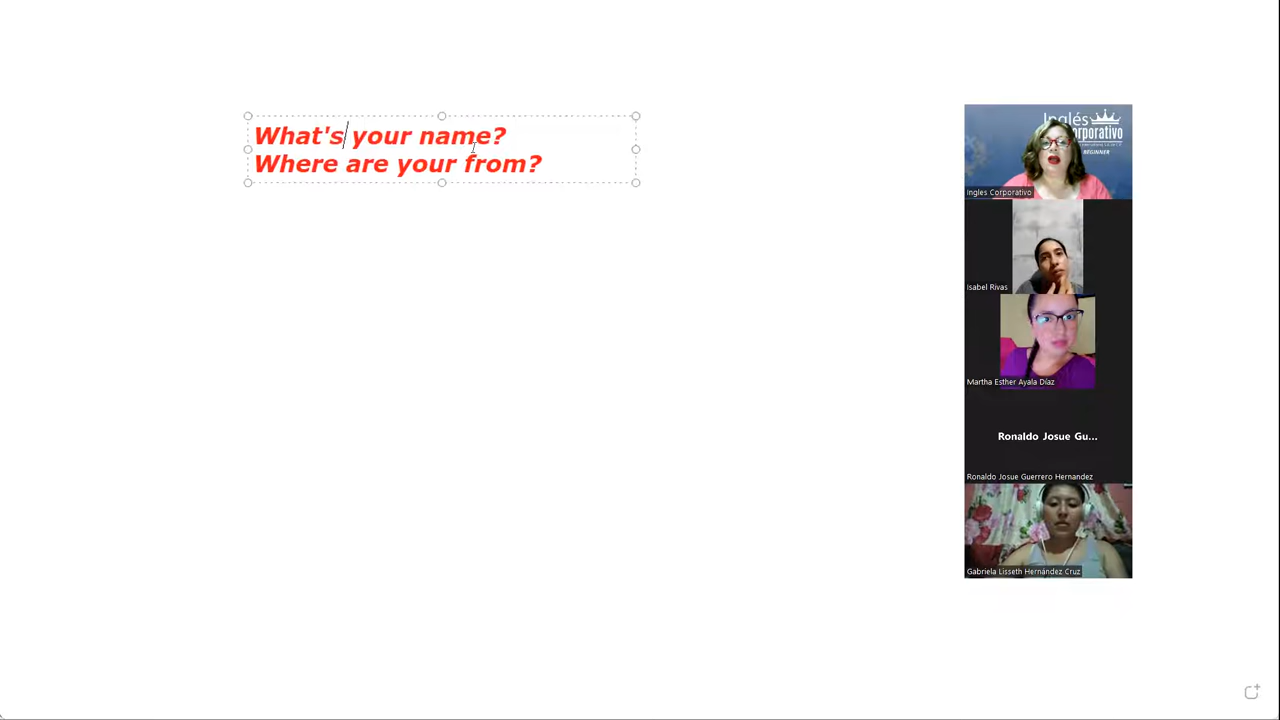 What's your name?
Where are your from?
Inglés
Corporativo
BEGINNER
Ingles Corporativo
Isabel Rivas
Martha Esther Ayala Díaz
Ronaldo Josue Gu...
Ronaldo Josue Guerrero Hernandez
Gabriela Lisseth Hernández Cruz